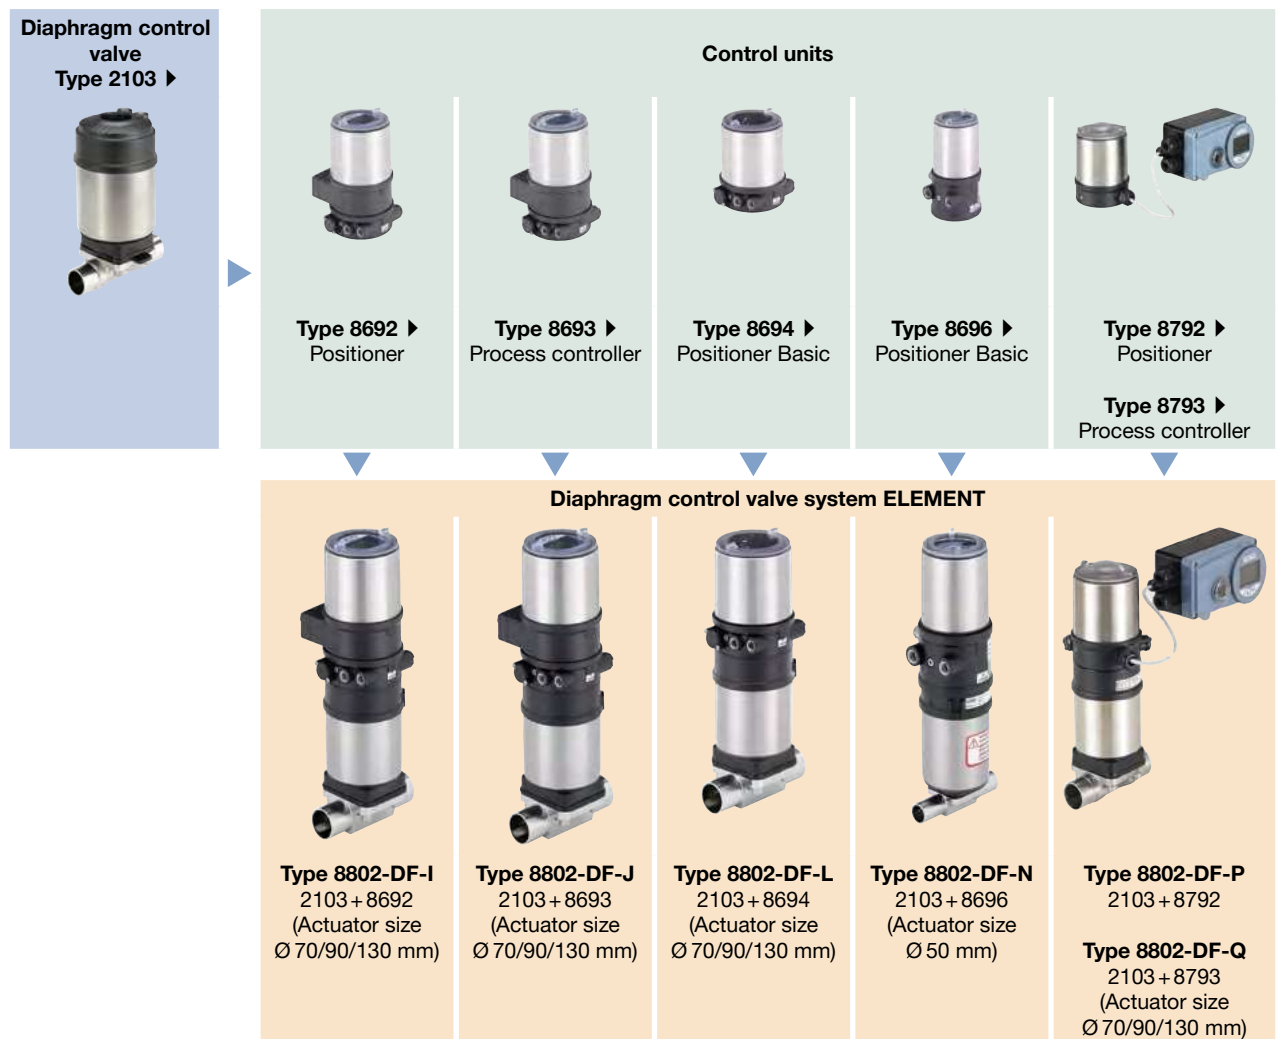 Diaphragm control
valve
Type 2103
Control units
Type 8692
Positioner
Type 8693
Process controller
Type 8694
Positioner Basic
Type 8696
Positioner Basic
Type 8792
Positioner
Type 8793
Process controller
Diaphragm control valve system ELEMENT
Type 8802-DF-I
2103 + 8692
(Actuator size
Ø 70/90/130 mm)
Type 8802-DF-J
2103 + 8693
(Actuator size
Ø 70/90/130 mm)
Type 8802-DF-L
2103 + 8694
(Actuator size
Ø 70/90/130 mm)
Type 8802-DF-N
2103 + 8696
(Actuator size
Ø 50 mm)
Type 8802-DF-P
2103 + 8792
Type 8802-DF-Q
2103 + 8793
(Actuator size
Ø 70/90/130 mm)